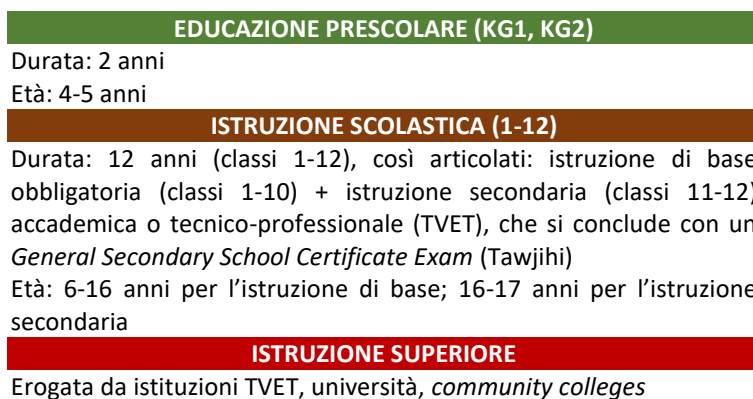 EDUCAZIONE PRESCOLARE (KG1, KG2)
Durata: 2 anni
Età: 4-5 anni
ISTRUZIONE SCOLASTICA (1-12)
Durata: 12 anni (classi 1-12), così articolati: istruzione di base
obbligatoria (classi 1-10) + istruzione secondaria (classi 11-12)
accademica o tecnico-professionale (TVET), che si conclude con un
General Secondary School Certificate Exam (Tawjihi)
Età: 6-16 anni per l’istruzione di base; 16-17 anni per l’istruzione
secondaria
ISTRUZIONE SUPERIORE
Erogata da istituzioni TVET, università, community colleges